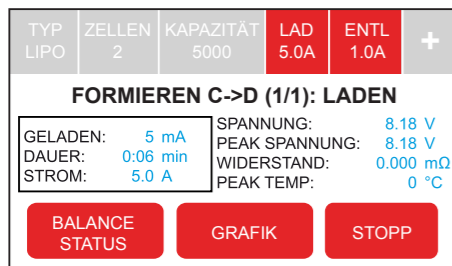 TYP ZELLEN KAPAZITÄT LAD ENTL +
LIPO 2 5000 5.0A 1.0A
FORMIEREN C->D (1/1): LADEN
GELADEN: 5 mA
DAUER: 0:06 min
STROM: 5.0 A
SPANNUNG: 8.18 V
PEAK SPANNUNG: 8.18 V
WIDERSTAND: 0.000 mΩ
PEAK TEMP: 0 °C
BALANCE
STATUS
GRAFIK
STOPP